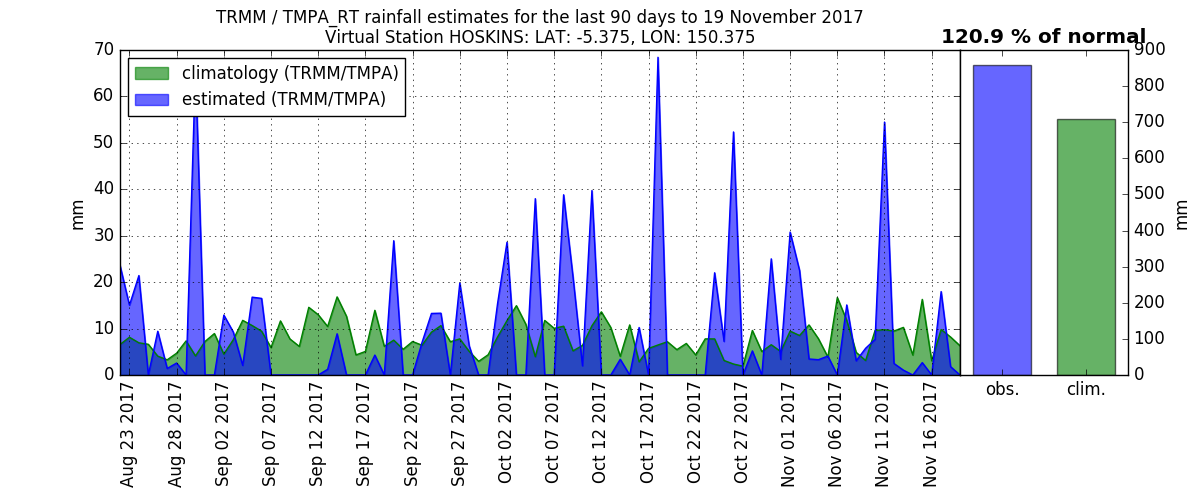 TRMM / TMPA_RT rainfall estimates for the last 90 days to 19 November 2017
Virtual Station HOSKINS: LAT: -5.375, LON: 150.375
120.9 % of normal
climatology (TRMM/TMPA)
estimated (TRMM/TMPA)
mm
70
60
50
40
30
20
10
0
Aug 23 2017
Aug 28 2017
Sep 02 2017
Sep 07 2017
Sep 12 2017
Sep 17 2017
Sep 22 2017
Sep 27 2017
Oct 02 2017
Oct 07 2017
Oct 12 2017
Oct 17 2017
Oct 22 2017
Oct 27 2017
Nov 01 2017
Nov 06 2017
Nov 11 2017
Nov 16 2017
obs.
clim.
900
800
700
600
500
400
300
200
100
0
mm